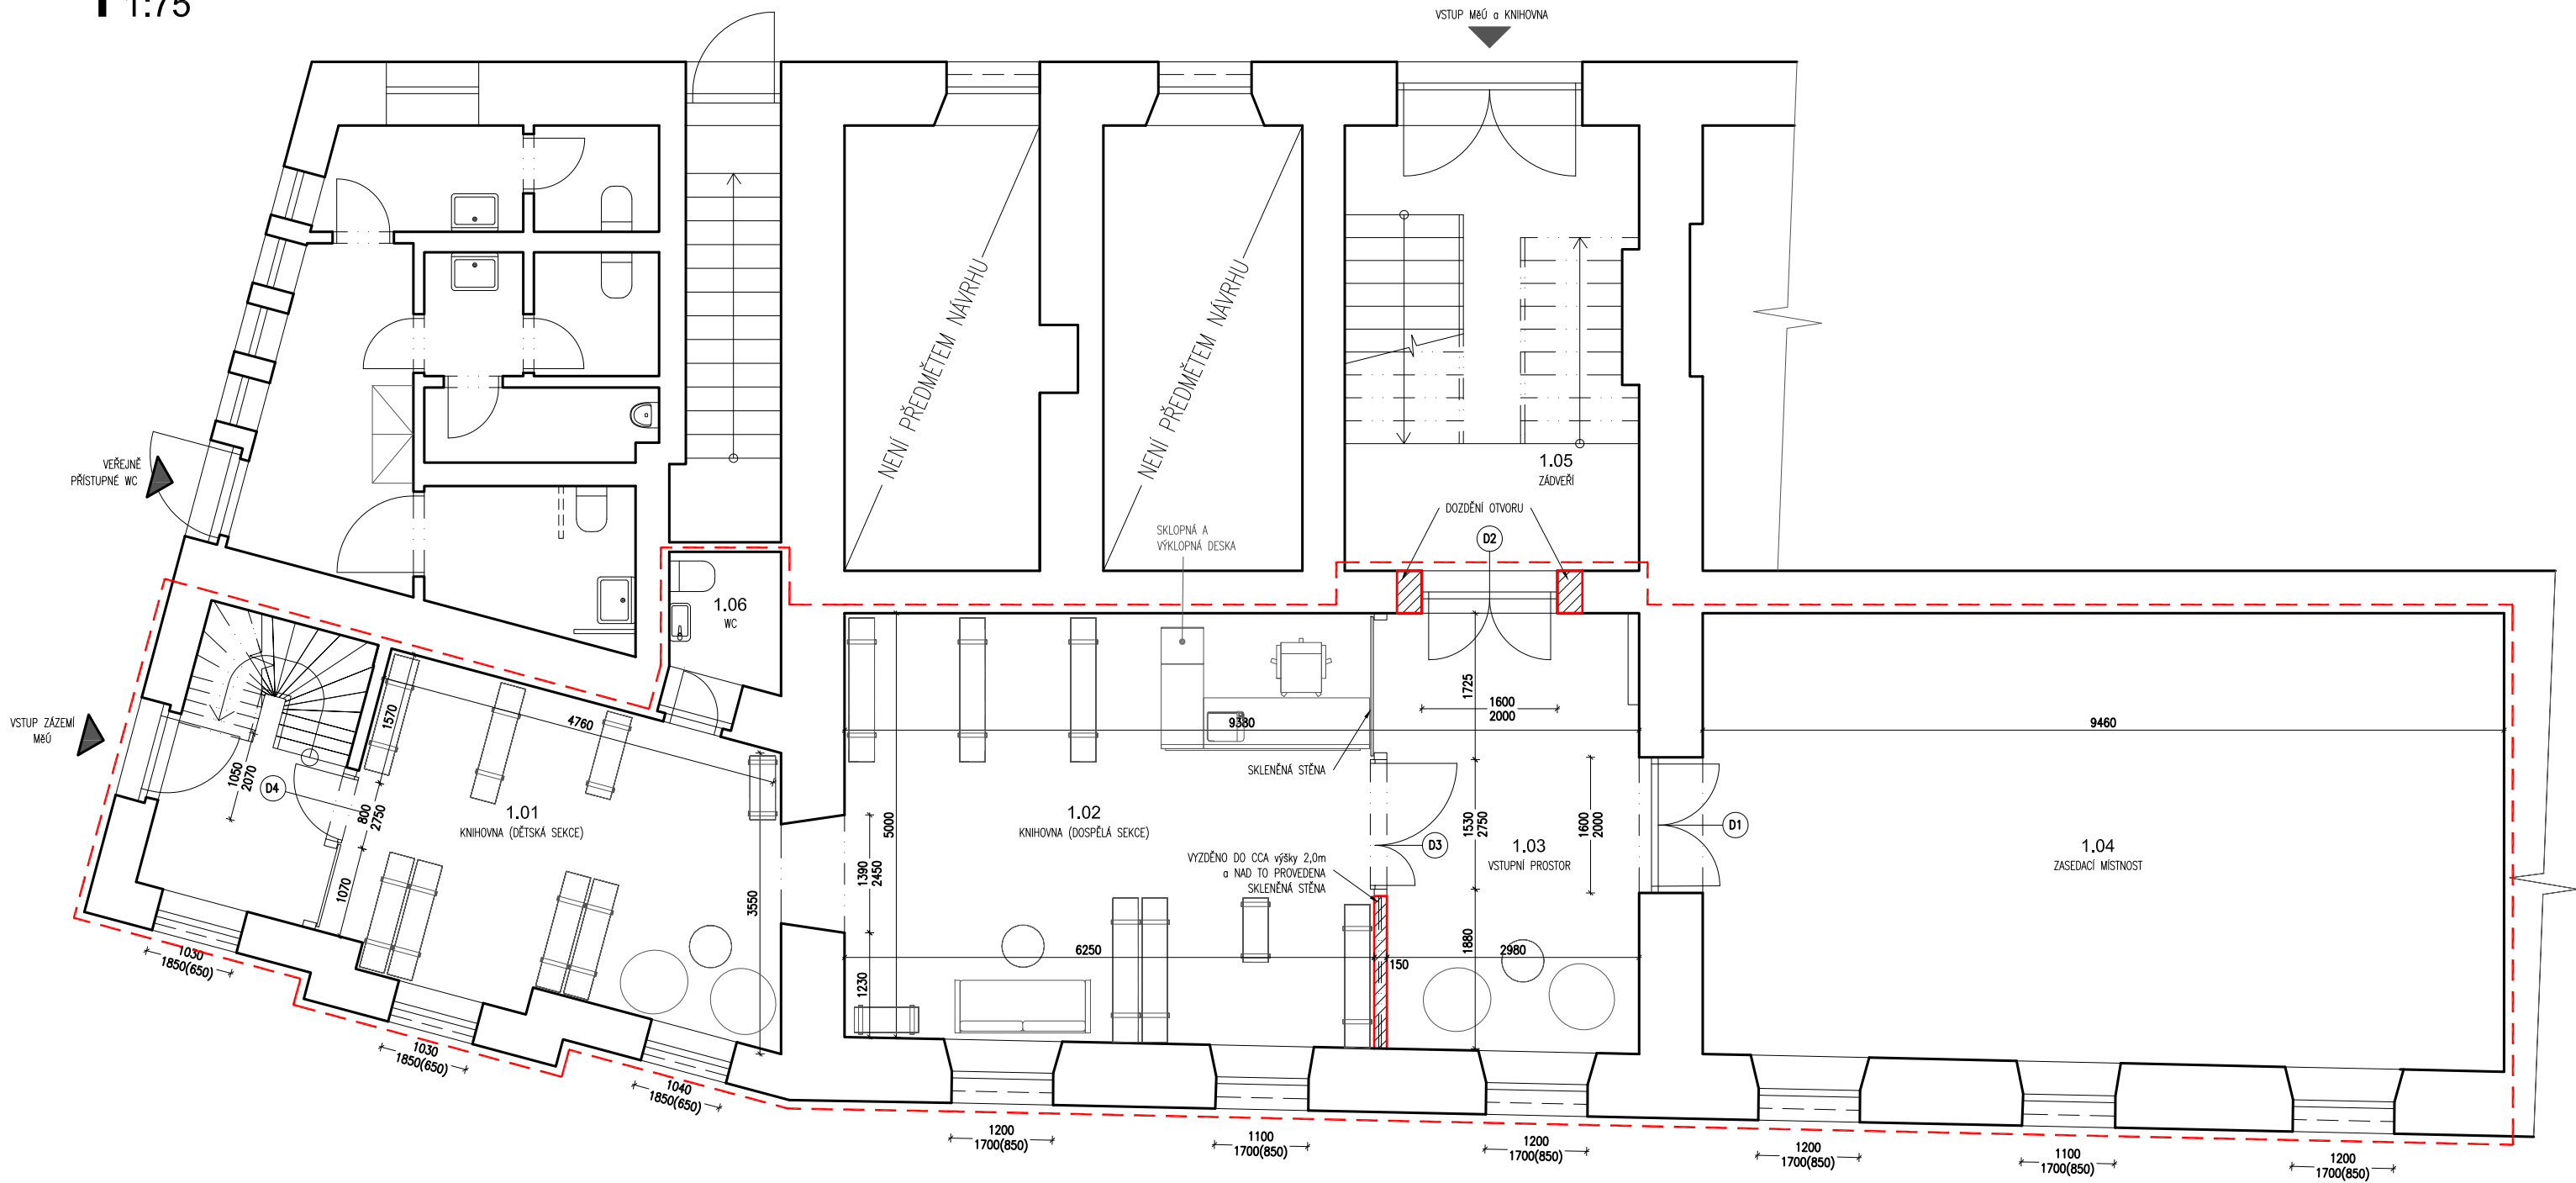 1:75
VSTUP MěÚ a KNIHOVNA
NENÍ PŘEDMĚTEM NÁVRHU
NENÍ PŘEDMĚTEM NÁVRHU
VEŘEJNĚ
PŘÍSTUPNÉ WC
1.05
ZÁDVEŘÍ
DOZDĚNÍ OTVORU
D2
SKLOPNÁ A
VÝKLOPNÁ DESKA
1.06
WC
VSTUP ZÁZEMÍ
MěÚ
1570
4760
1050
2070
D4
800
2750
1070
1.01
KNIHOVNA (DĚTSKÁ SEKCE)
3550
9380
5000
1390
2450
1230
1.02
KNIHOVNA (DOSPĚLÁ SEKCE)
SKLENĚNÁ STĚNA
VYZDĚNO DO CCA výšky 2,0m
a NAD TO PROVEDENA
SKLENĚNÁ STĚNA
6250
150
1725
1600
2000
1530
2750
D3
1.03
VSTUPNÍ PROSTOR
1600
2000
1880
2980
D1
9460
1.04
ZASEDACÍ MÍSTNOST
1030
1850(650)
1030
1850(650)
1040
1850(650)
1200
1700(850)
1100
1700(850)
1200
1700(850)
1200
1700(850)
1100
1700(850)
1200
1700(850)